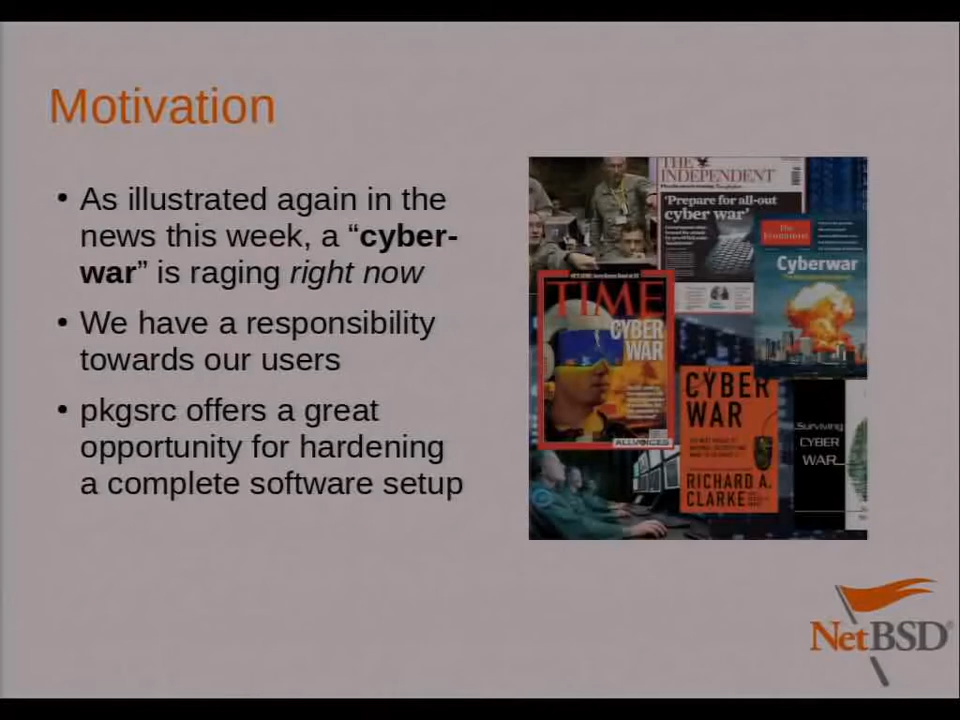 Motivation
• As illustrated again in the
news this week, a “cyber-
war” is raging right now
• We have a responsibility
towards our users
• pkgsrc offers a great
opportunity for hardening
a complete software setup
THE
INDEPENDENT
‘Prepare for all-out
cyber war’
The
Economist
Cyberwar
TIME
CYBER
WAR
ALLVOICES
CYBER
WAR
RICHARD A.
CLARKE
Surviving
CYBER
WAR
NetBSD®